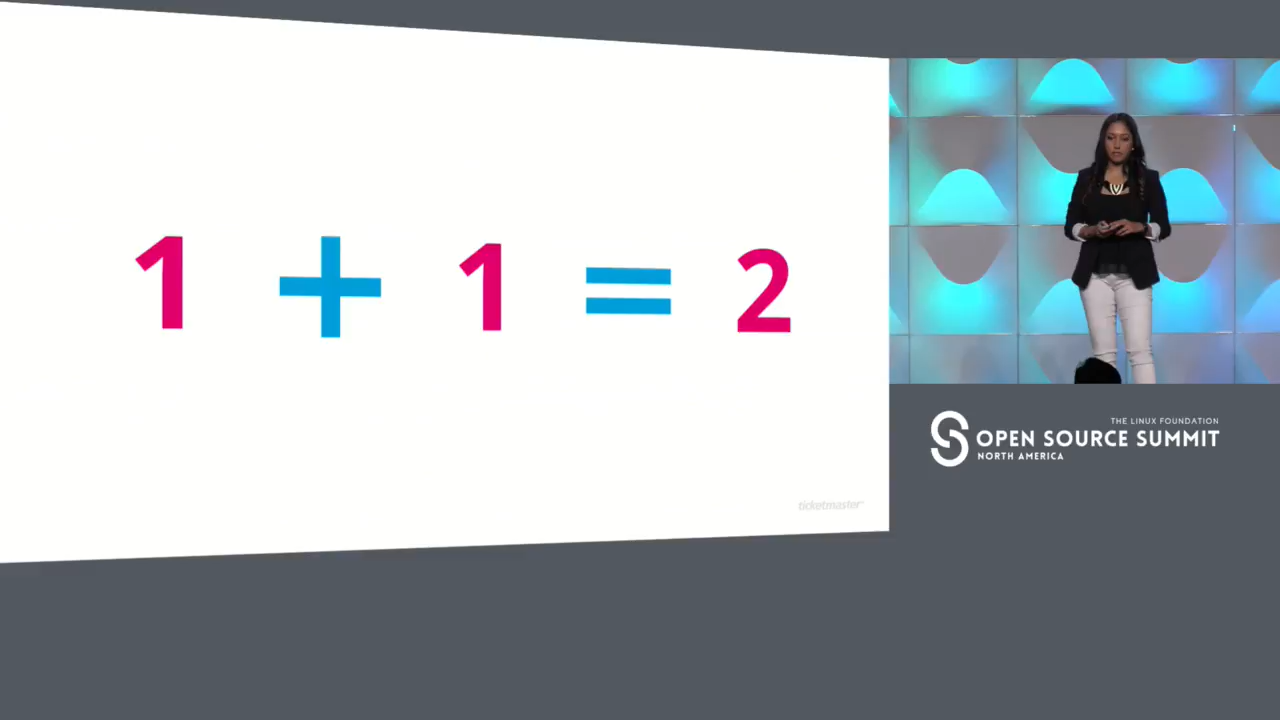 1 + 1 = 2
ticketmaster
THE LINUX FOUNDATION
OPEN SOURCE SUMMIT
NORTH AMERICA